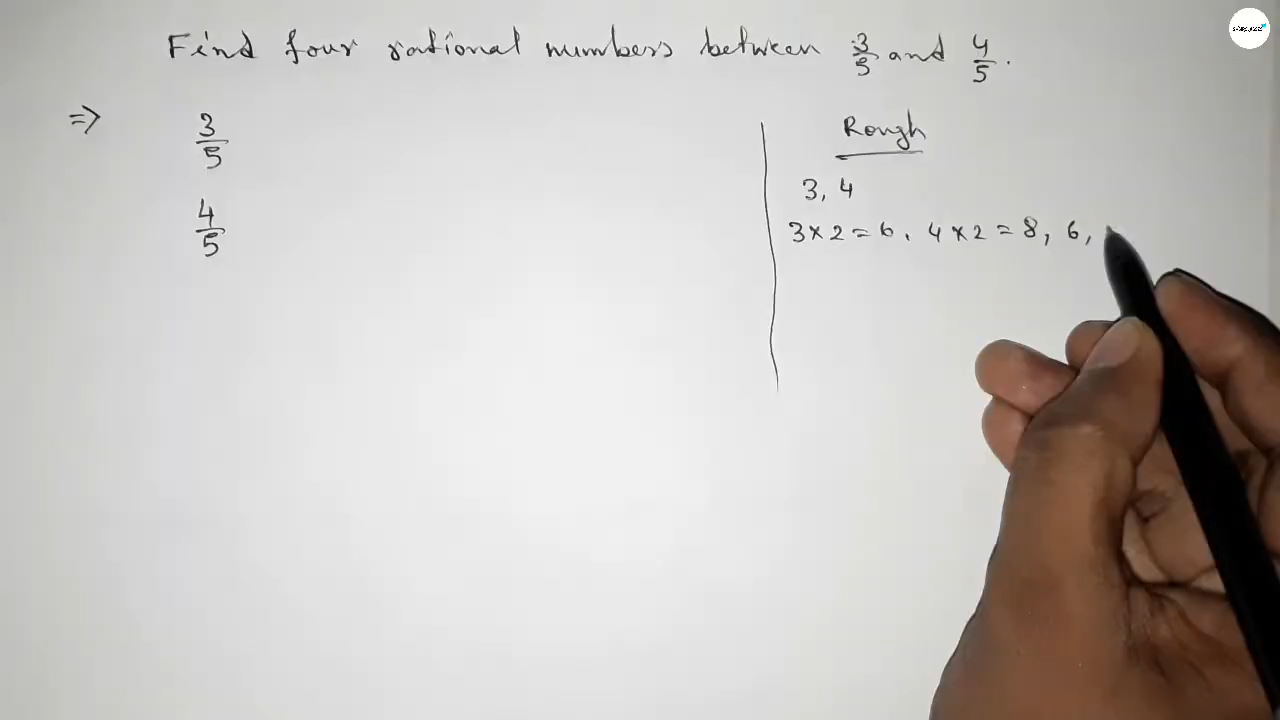 Find four rational numbers between 3/5 and 4/5.
=> 3/5
4/5
Rough
3, 4
3×2=6, 4×2=8, 6,